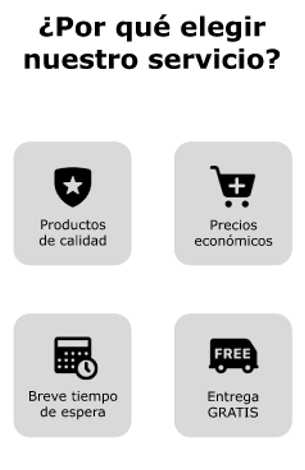 ¿Por qué elegir
nuestro servicio?
Productos
de calidad
Precios
económicos
Breve tiempo
de espera
FREE
Entrega
GRATIS